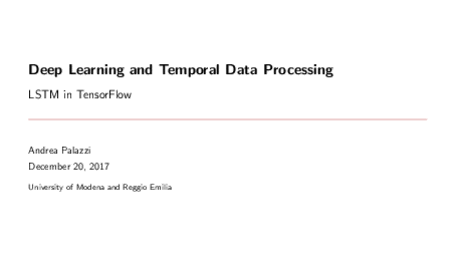 Deep Learning and Temporal Data Processing
LSTM in TensorFlow
Andrea Palazzi
December 20, 2017
University of Modena and Reggio Emilia